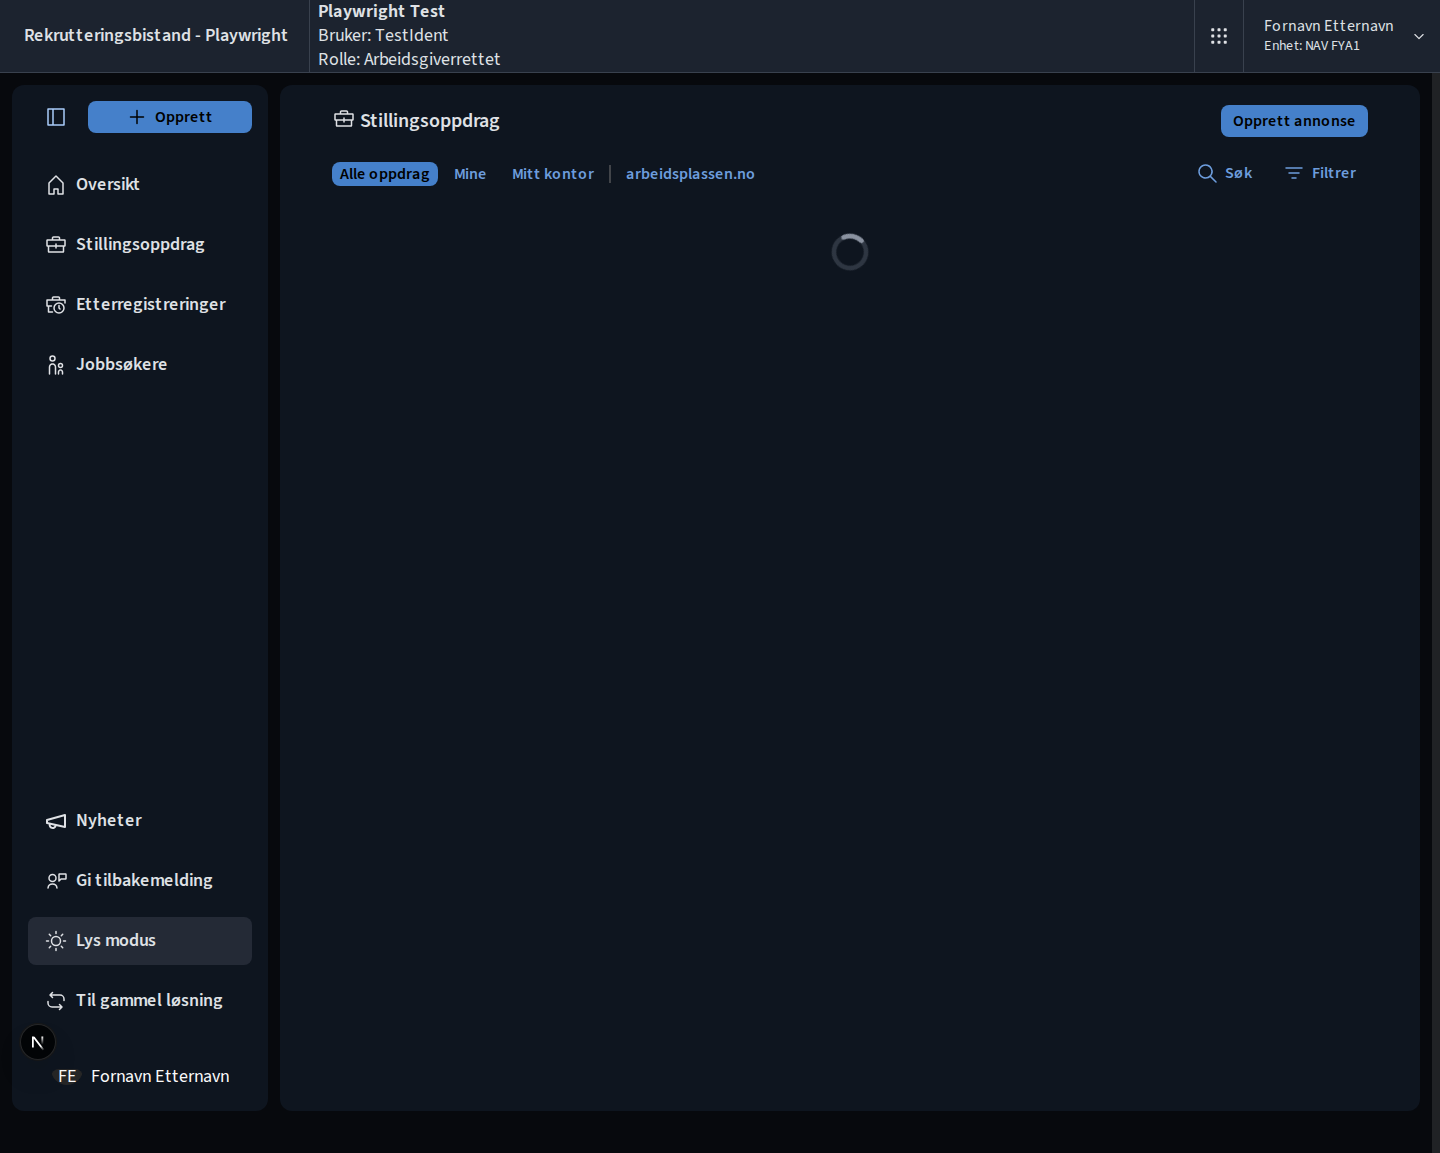 Rekrutteringsbistand - Playwright
Playwright Test
Bruker: TestIdent
Rolle: Arbeidsgiverrettet
Fornavn Etternavn
Enhet: NAV FYA1
Opprett
Oversikt
Stillingsoppdrag
Etterregistreringer
Jobbsøkere
Nyheter
Gi tilbakemelding
Lys modus
Til gammel løsning
N
FE Fornavn Etternavn
Stillingsoppdrag
Opprett annonse
Alle oppdrag Mine Mitt kontor | arbeidsplassen.no
Søk Filtrer